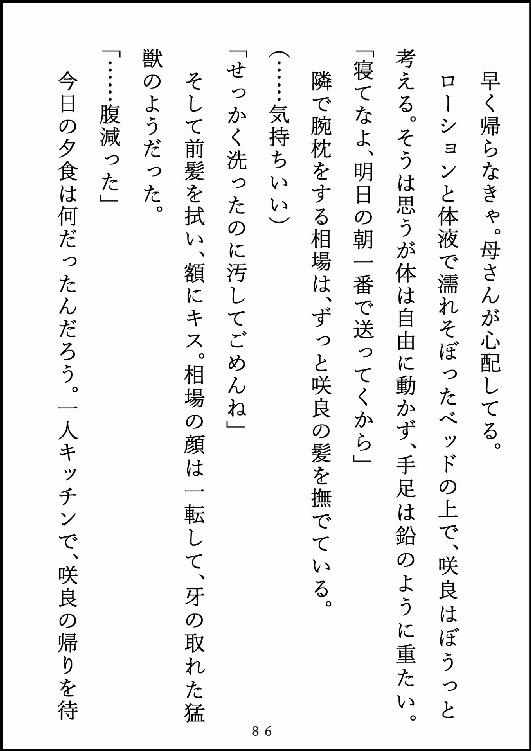 早く帰らなきゃ。母さんが心配してる。
ローションと体液で濡れそぼったベッドの上で、咲良はぼうっと
考える。そうは思うが体は自由に動かず、手足は鉛のように重たい。
「寝てなよ、明日の朝一番で送ってくから」
隣で腕枕をする相場は、ずっと咲良の髪を撫でている。
(……気持ちいい)
「せっかく洗ったのに汚してごめんね」
そして前髪を拭い、額にキス。相場の顔は一転して、牙の取れた猛
獣のようだった。
「……腹減った」
今日の夕食は何だったんだろう。一人キッチンで、咲良の帰りを待
86